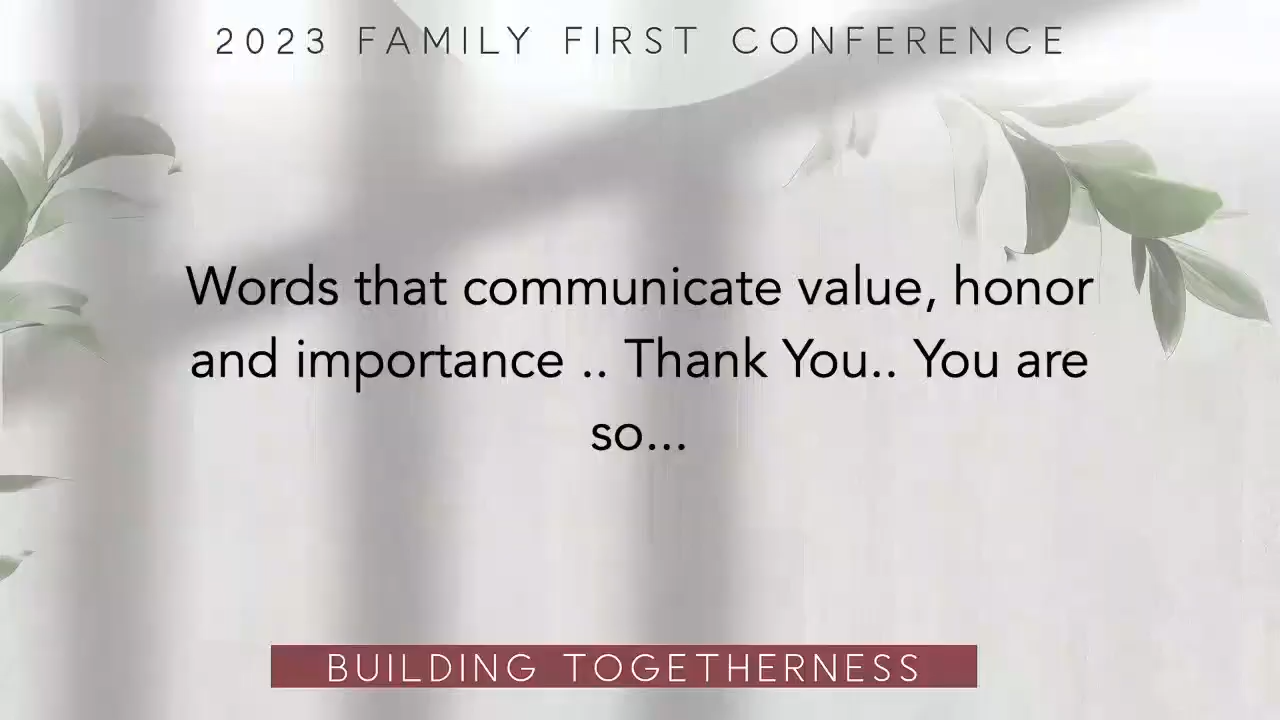 2023 FAMILY FIRST CONFERENCE
Words that communicate value, honor
and importance .. Thank You.. You are
so...
BUILDING TOGETHERNESS